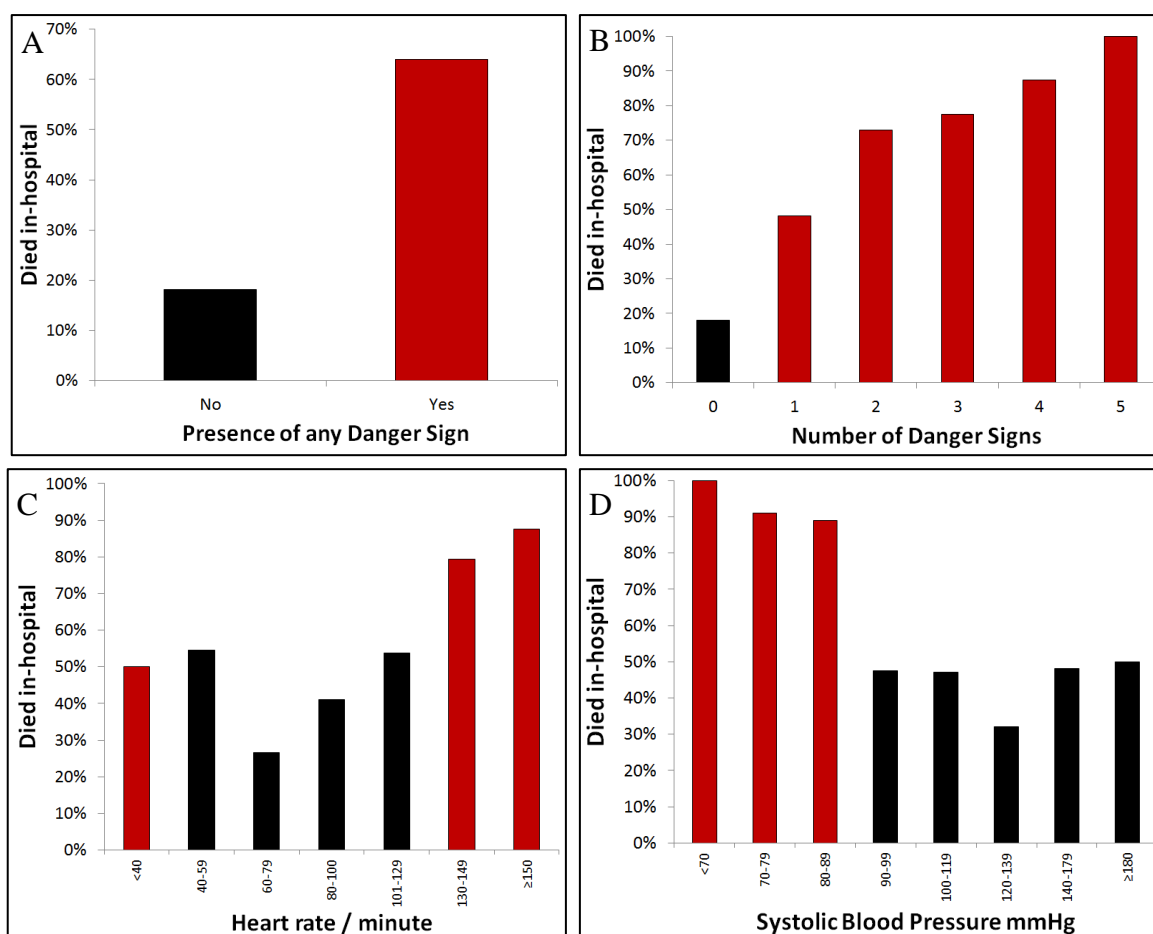 A
Died in-hospital
70%
60%
50%
40%
30%
20%
10%
0%
No Yes
Presence of any Danger Sign
B
Died in-hospital
100%
90%
80%
70%
60%
50%
40%
30%
20%
10%
0%
0 1 2 3 4 5
Number of Danger Signs
C
Died in-hospital
100%
90%
80%
70%
60%
50%
40%
30%
20%
10%
0%
<40 40-59 60-79 80-100 101-129 130-149 ≥150
Heart rate / minute
D
Died in-hospital
100%
90%
80%
70%
60%
50%
40%
30%
20%
10%
0%
<70 70-79 80-89 90-99 100-119 120-139 140-179 ≥180
Systolic Blood Pressure mmHg